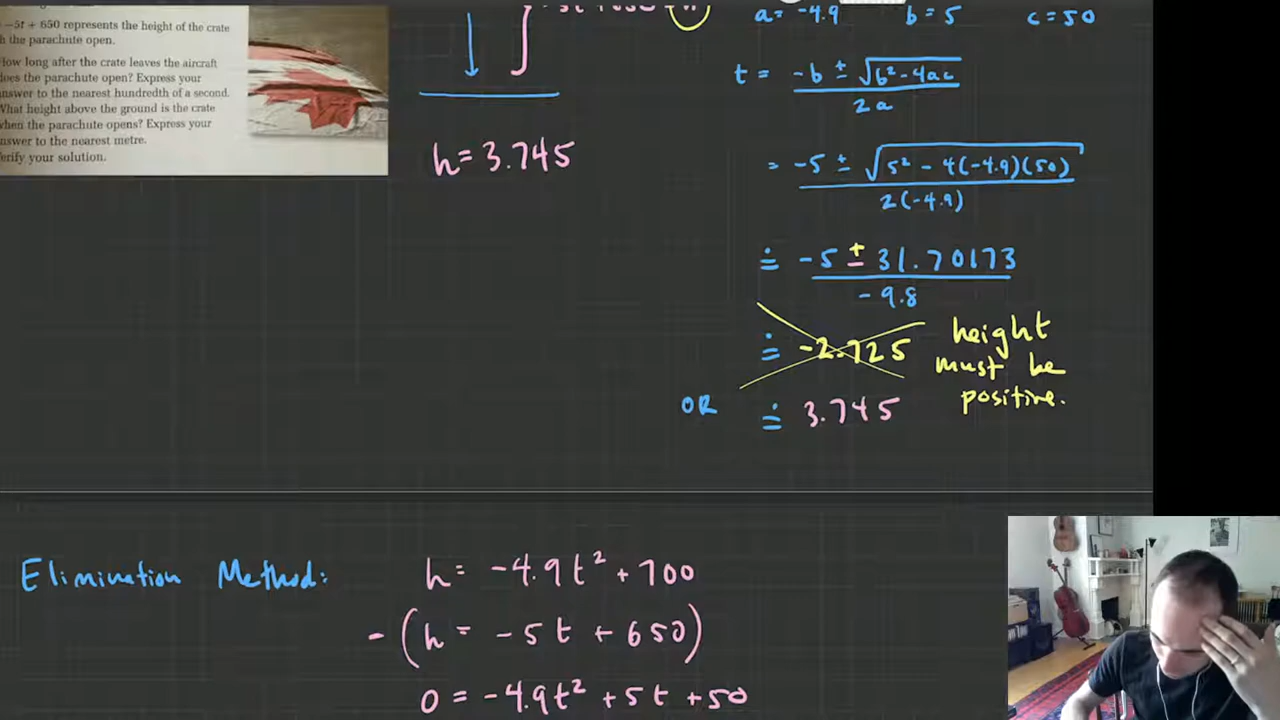 -5t + 650 represents the height of the crate
the parachute open.
How long after the crate leaves the aircraft
does the parachute open? Express your
answer to the nearest hundredth of a second.
What height above the ground is the crate
when the parachute opens? Express your
answer to the nearest metre.
Verify your solution.
h = 3.745
a = -4.9 b = 5 c = 50
t = -b ± √b² - 4ac / 2a
= -5 ± √5² - 4(-4.9)(50) / 2(-4.9)
≐ -5 ± 31.70173 / -9.8
≐ -2.725
height
must be
positive.
OR ≐ 3.745
Elimination Method:
h = -4.9t² + 700
- (h = -5t + 650)
0 = -4.9t² + 5t + 50